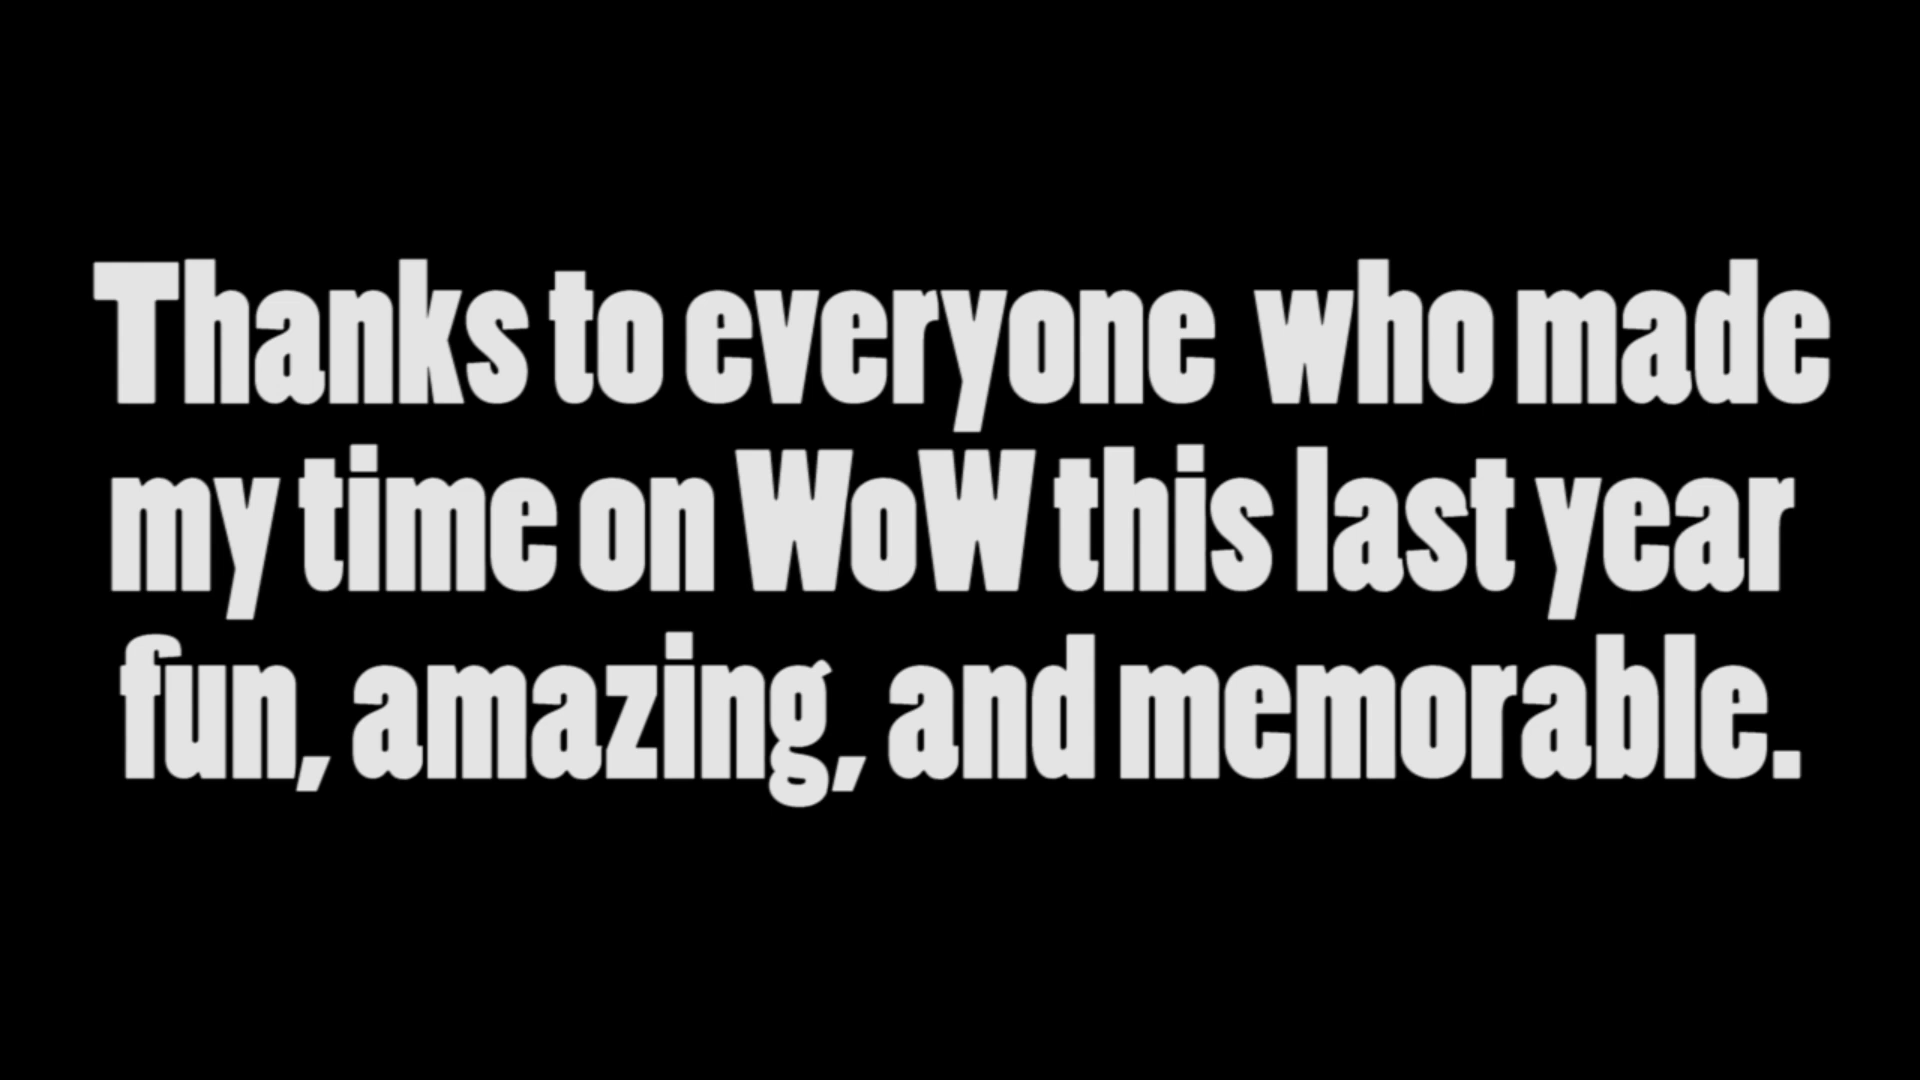 Thanks to everyone  who made
my time on WoW this last year
fun, amazing, and memorable.